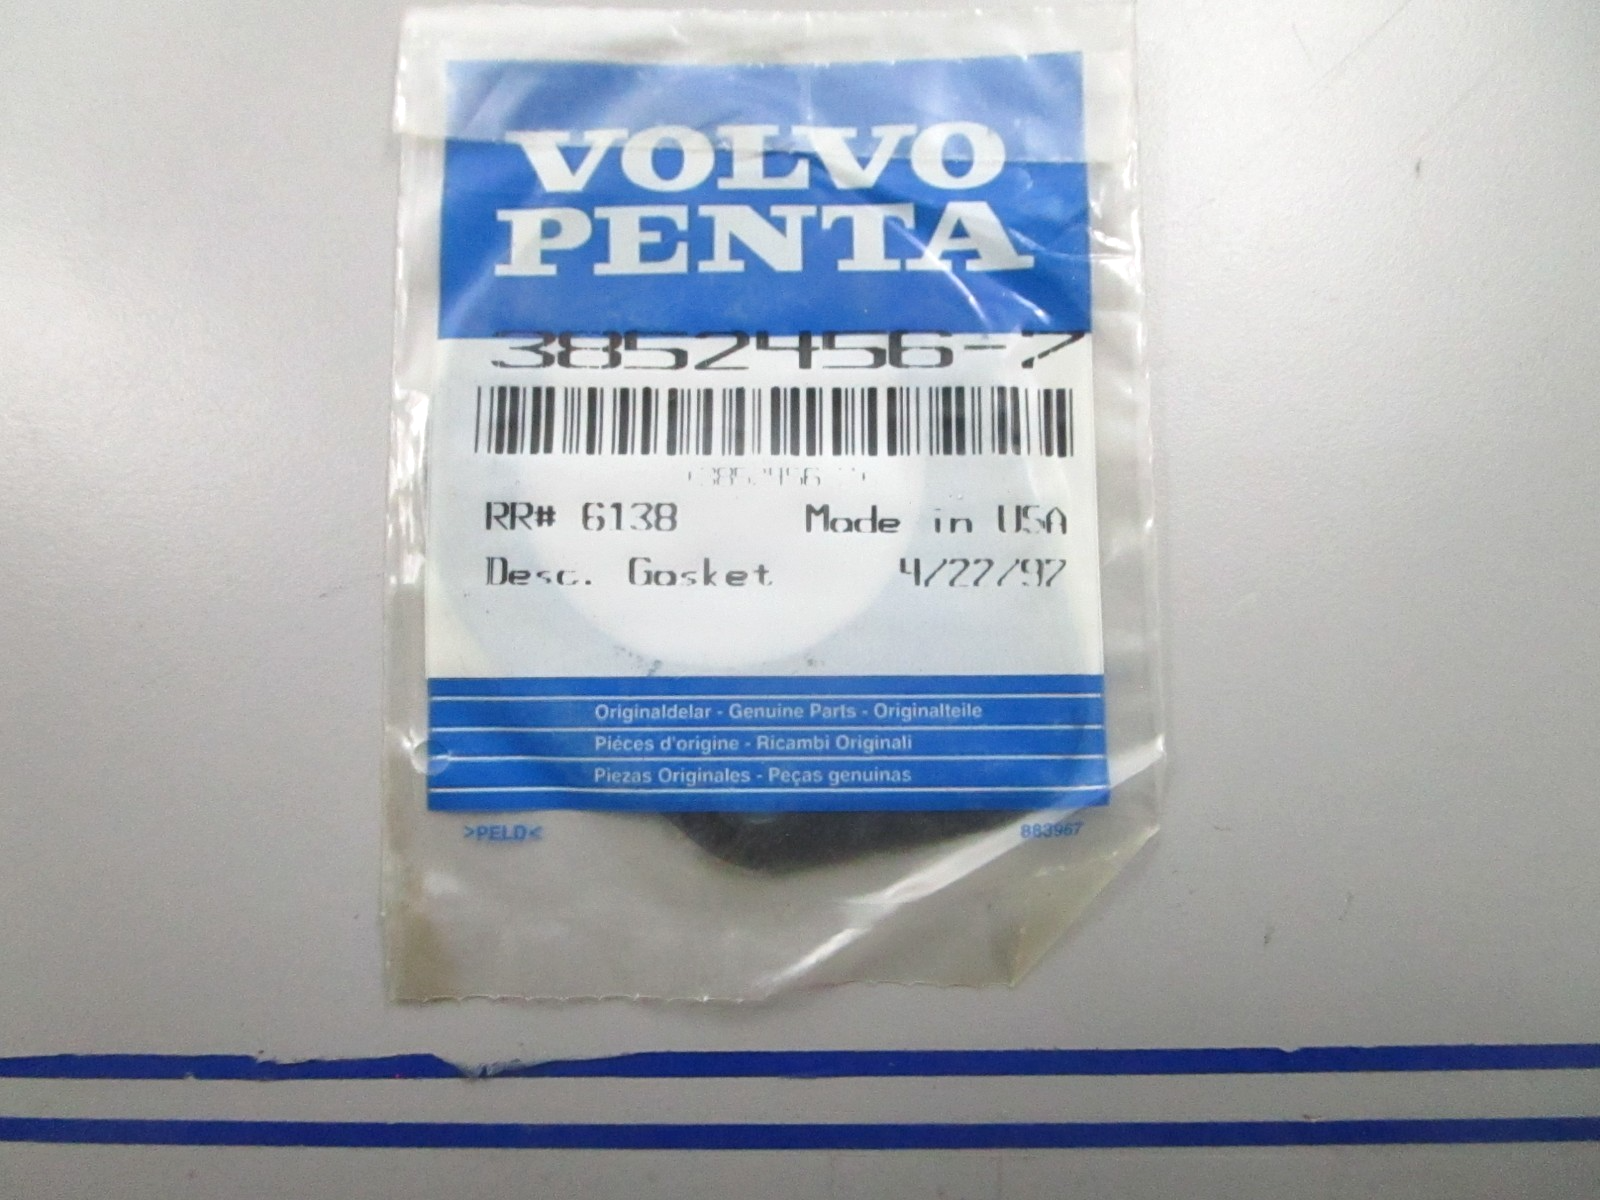 VOLVO
PENTA
3852456-7
RR# 6138 Made in USA
Desc. Gasket 4/22/97
Originaldelar - Genuine Parts - Originalteile
Piéces d'origine - Ricambi Originali
Piezas Originales - Peças genuinas
>PELD< 883967